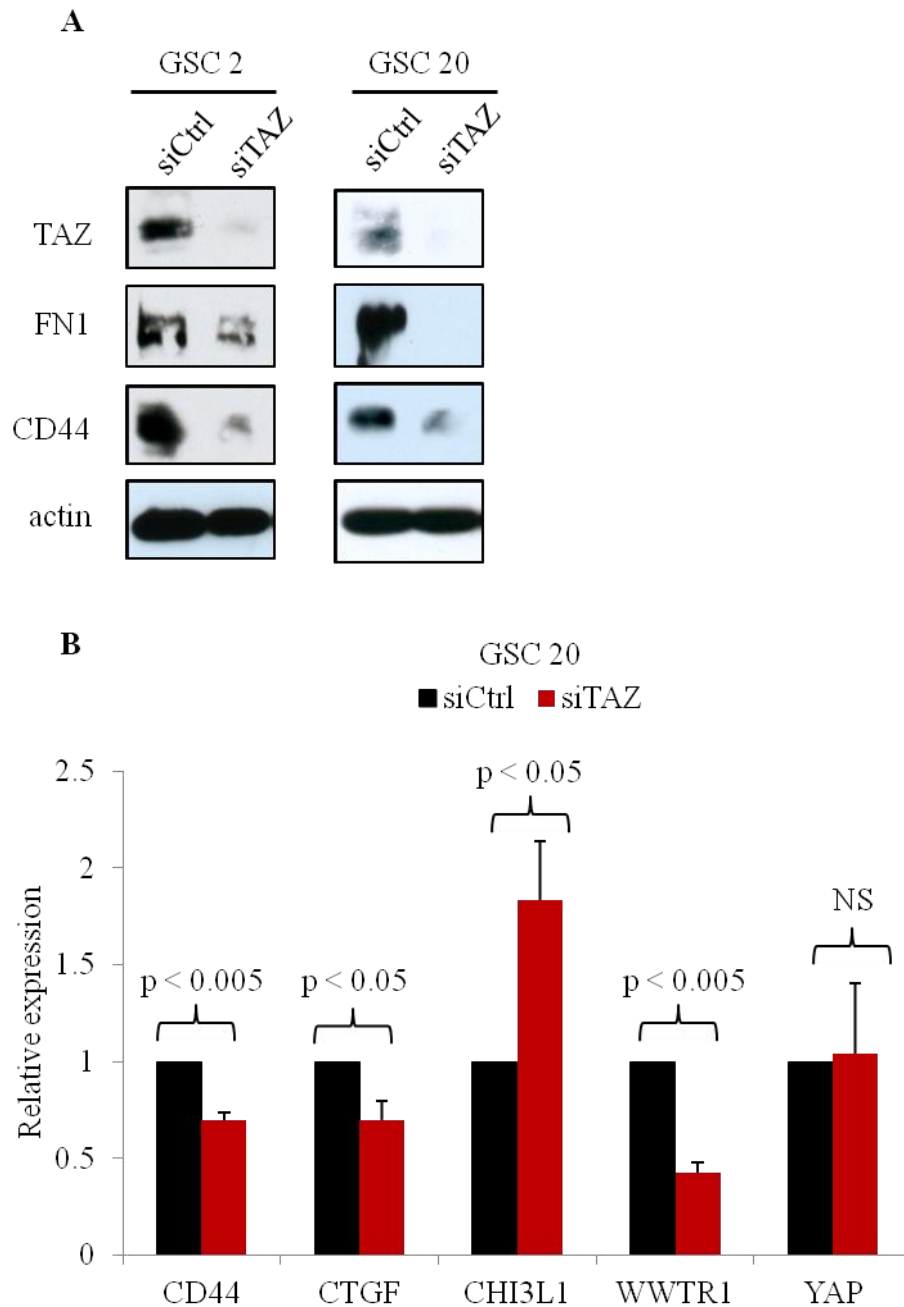 A
GSC 2 GSC 20
siCtrl siTAZ siCtrl siTAZ
TAZ
FN1
CD44
actin
B
GSC 20
siCtrl siTAZ
2.5
2
1.5
1
0.5
0
Relative expression
p < 0.005
p < 0.05
p < 0.05
p < 0.005
NS
CD44 CTGF CHI3L1 WWTR1 YAP